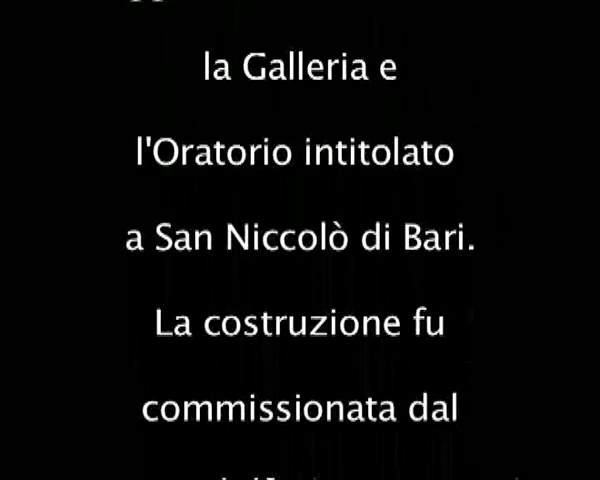 la Galleria e
l'Oratorio intitolato
a San Niccolò di Bari.
La costruzione fu
commissionata dal